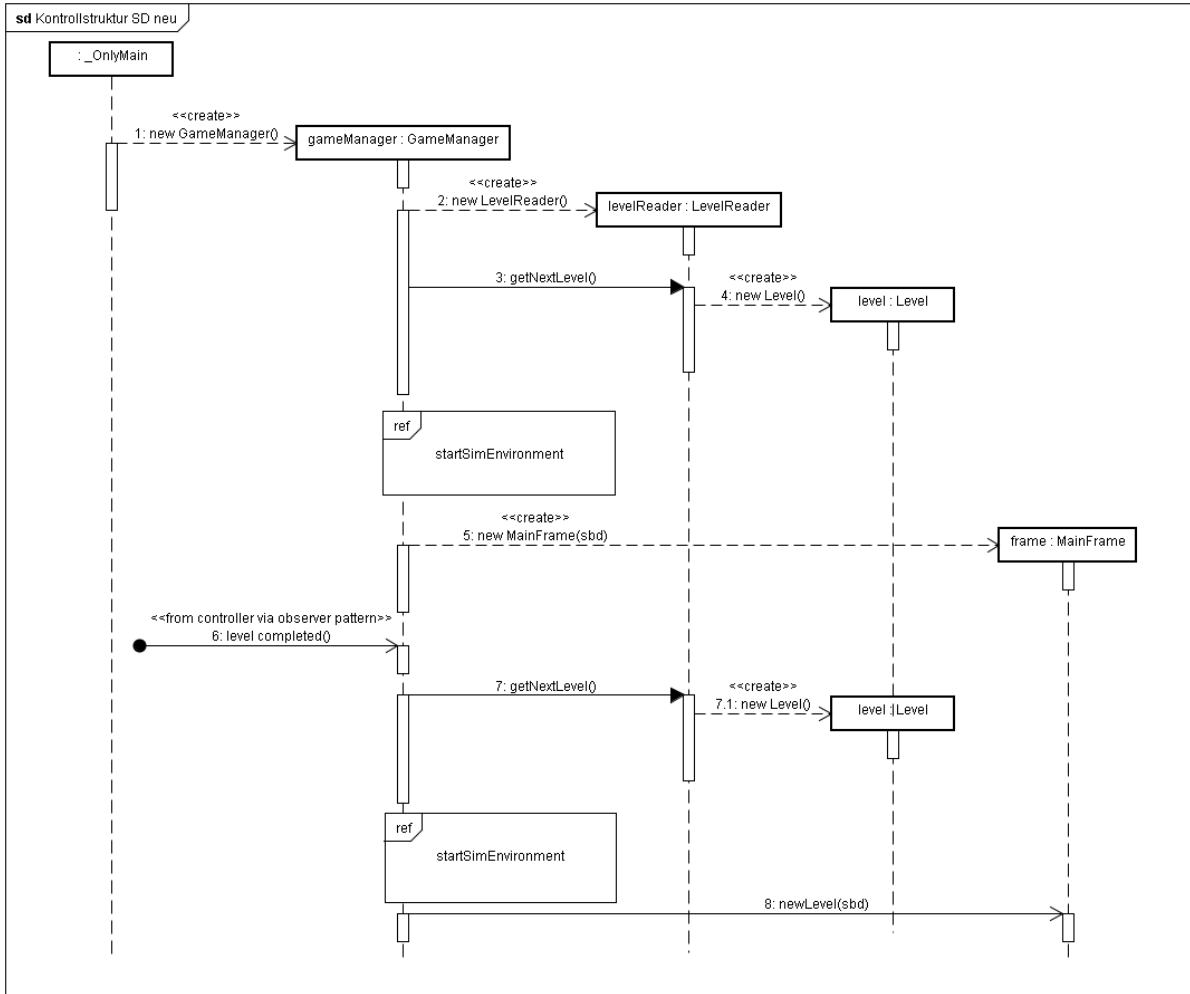 sd Kontrollstruktur SD neu
: _OnlyMain
<<create>>
1: new GameManager()
gameManager : GameManager
<<create>>
2: new LevelReader()
levelReader : LevelReader
3: getNextLevel()
<<create>>
4: new Level()
level : Level
ref
startSimEnvironment
<<create>>
5: new MainFrame(sbd)
frame : MainFrame
<<from controller via observer pattern>>
6: level completed()
7: getNextLevel()
<<create>>
7.1: new Level()
level : Level
ref
startSimEnvironment
8: newLevel(sbd)